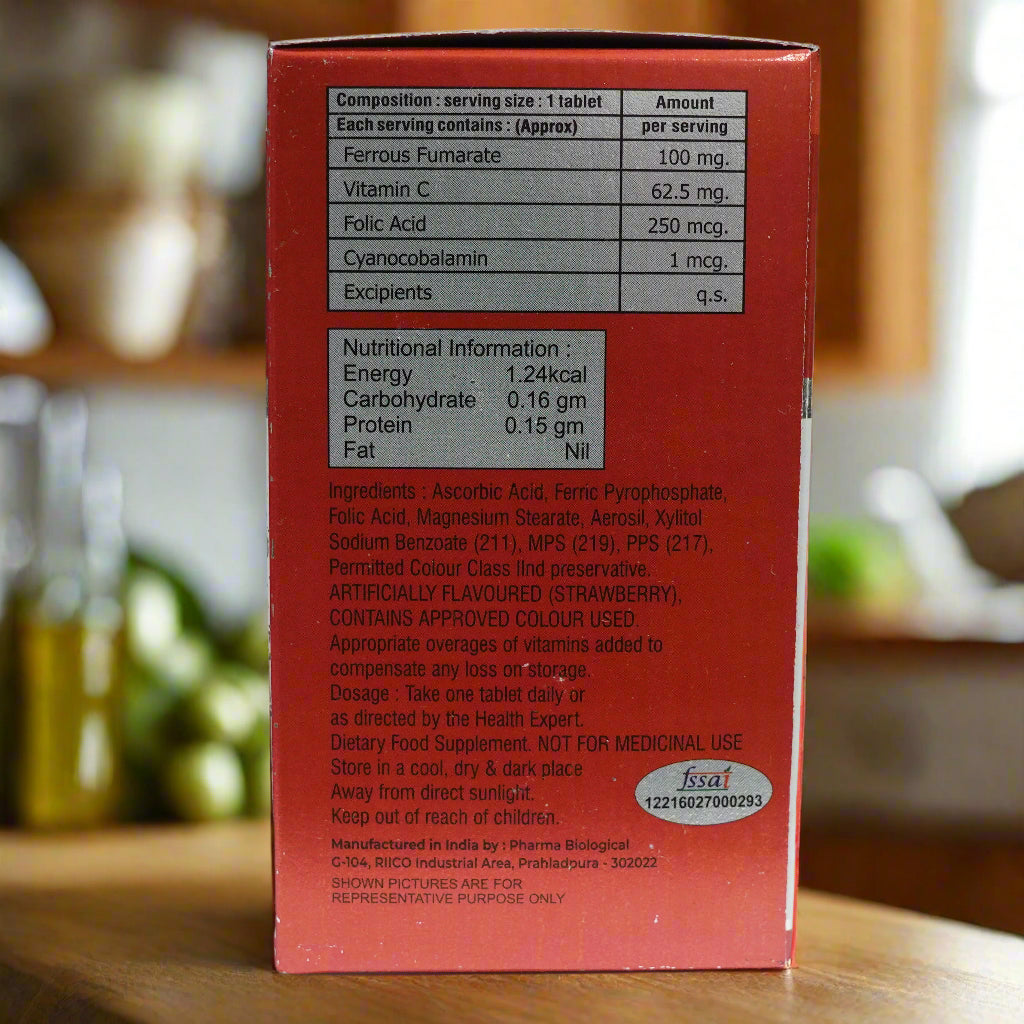 Composition : serving size : 1 tablet Amount
Each serving contains : (Approx) per serving
Ferrous Fumarate 100 mg.
Vitamin C 62.5 mg.
Folic Acid 250 mcg.
Cyanocobalamin 1 mcg.
Excipients q.s.
Nutritional Information :
Energy 1.24kcal
Carbohydrate 0.16 gm
Protein 0.15 gm
Fat Nil
Ingredients : Ascorbic Acid, Ferric Pyrophosphate,
Folic Acid, Magnesium Stearate, Aerosil, Xylitol
Sodium Benzoate (211), MPS (219), PPS (217),
Permitted Colour Class IInd preservative.
ARTIFICIALLY FLAVOURED (STRAWBERRY),
CONTAINS APPROVED COLOUR USED.
Appropriate overages of vitamins added to
compensate any loss on storage.
Dosage : Take one tablet daily or
as directed by the Health Expert.
Dietary Food Supplement. NOT FOR MEDICINAL USE
Store in a cool, dry & dark place
Away from direct sunlight.
Keep out of reach of children.
fssai
12216027000293
Manufactured in India by : Pharma Biological
G-104, RIICO Industrial Area, Prahladpura - 302022
SHOWN PICTURES ARE FOR
REPRESENTATIVE PURPOSE ONLY